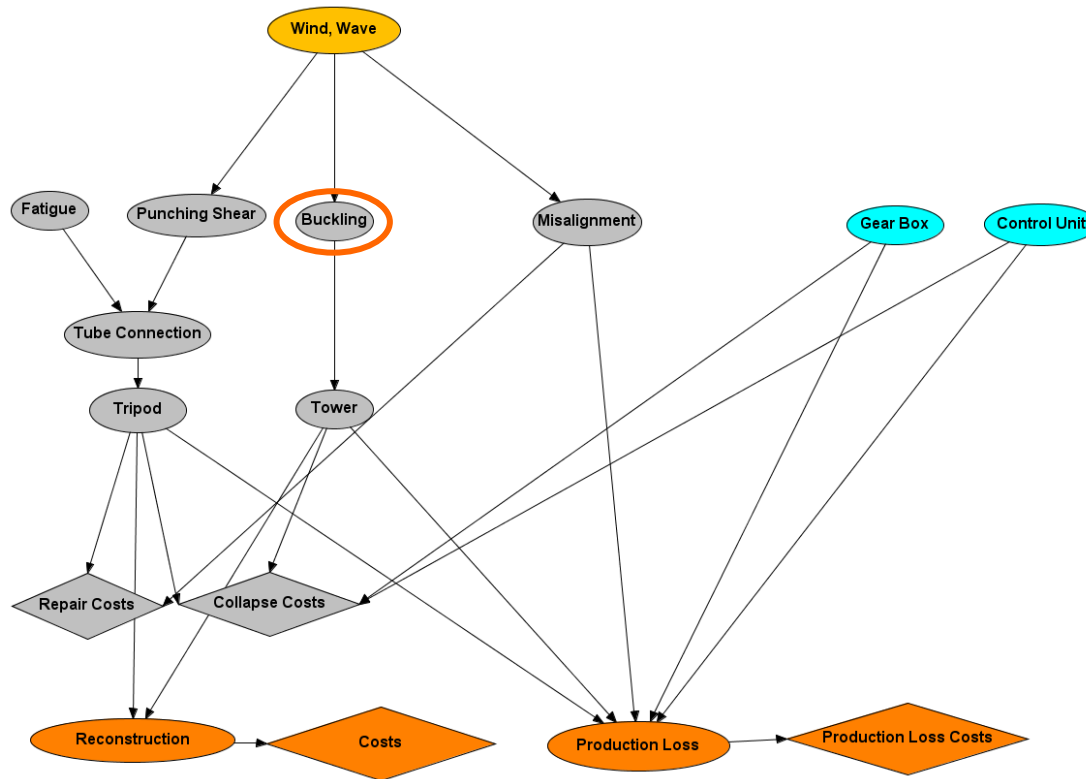 Wind, Wave
Fatigue
Punching Shear
Buckling
Misalignment
Gear Box
Control Unit
Tube Connection
Tripod
Tower
Repair Costs
Collapse Costs
Reconstruction
Costs
Production Loss
Production Loss Costs